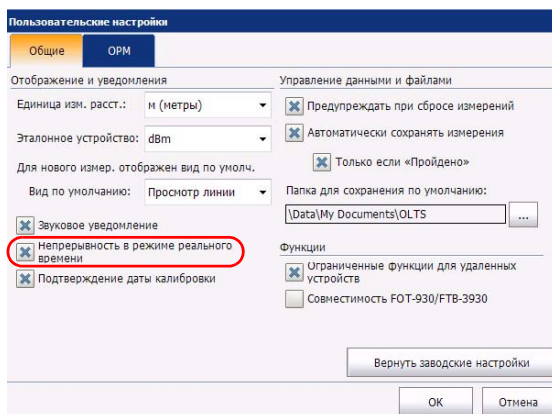 Пользовательские настройки
Общие
OPM
Отображение и уведомления
Единица изм. расст.:
м (метры)
Эталонное устройство:
dBm
Для нового измер. отображен вид по умолч.
Вид по умолчанию:
Просмотр линии
Звуковое уведомление
Непрерывность в режиме реального
времени
Подтверждение даты калибровки
Управление данными и файлами
Предупреждать при сбросе измерений
Автоматически сохранять измерения
Только если «Пройдено»
Папка для сохранения по умолчанию:
\Data\My Documents\OLTS
...
Функции
Ограниченные функции для удаленных
устройств
Совместимость FOT-930/FTB-3930
Вернуть заводские настройки
OK
Отмена